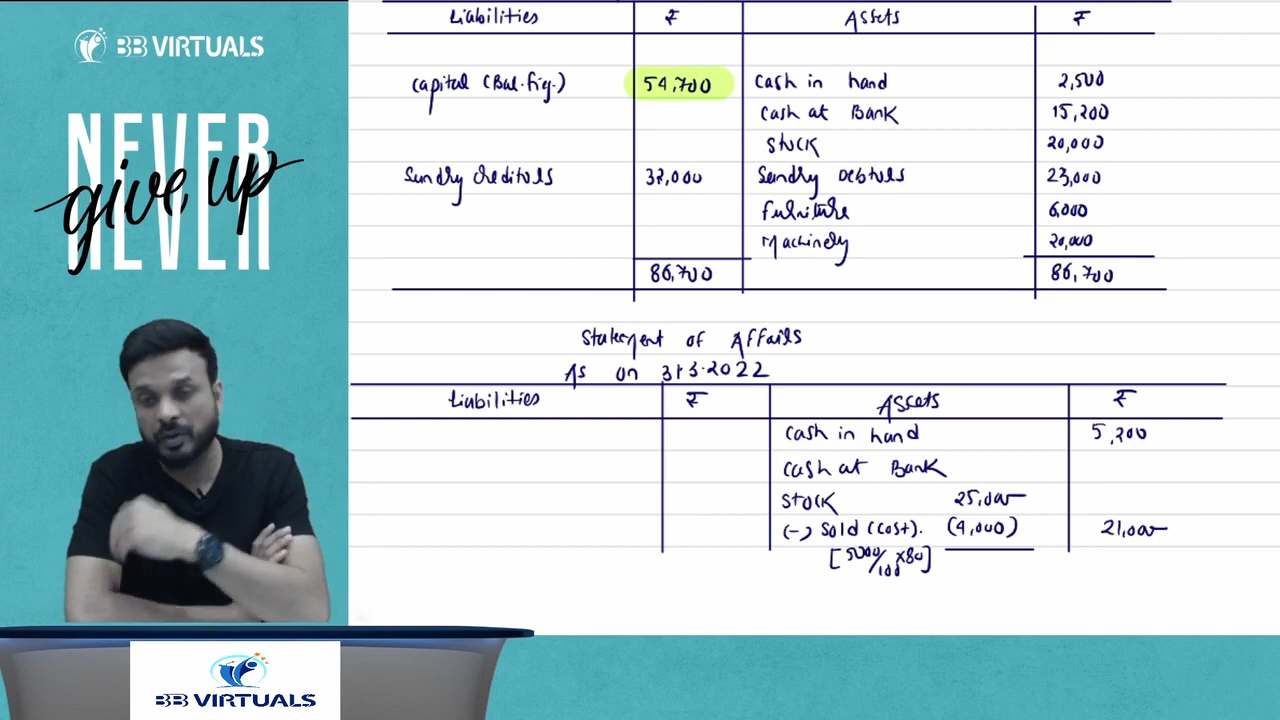 BB VIRTUALS
NEVER
give up
NEVER
Liabilities ₹ Assets ₹
Capital (Bal. fig.) 54,700 Cash in hand 2,500
Cash at Bank 15,200
Stock 20,000
Sundry Creditors 32,000 Sundry Debtors 23,000
Furniture 6,000
Machinery 20,000
86,700 86,700
Statement of Affairs
As on 31.3.2022
Liabilities ₹ Assets ₹
Cash in hand 5,200
Cash at Bank
Stock 25,000
(-) Sold (Cost). (4,000) 21,000
[5000/100 x80]
BB VIRTUALS